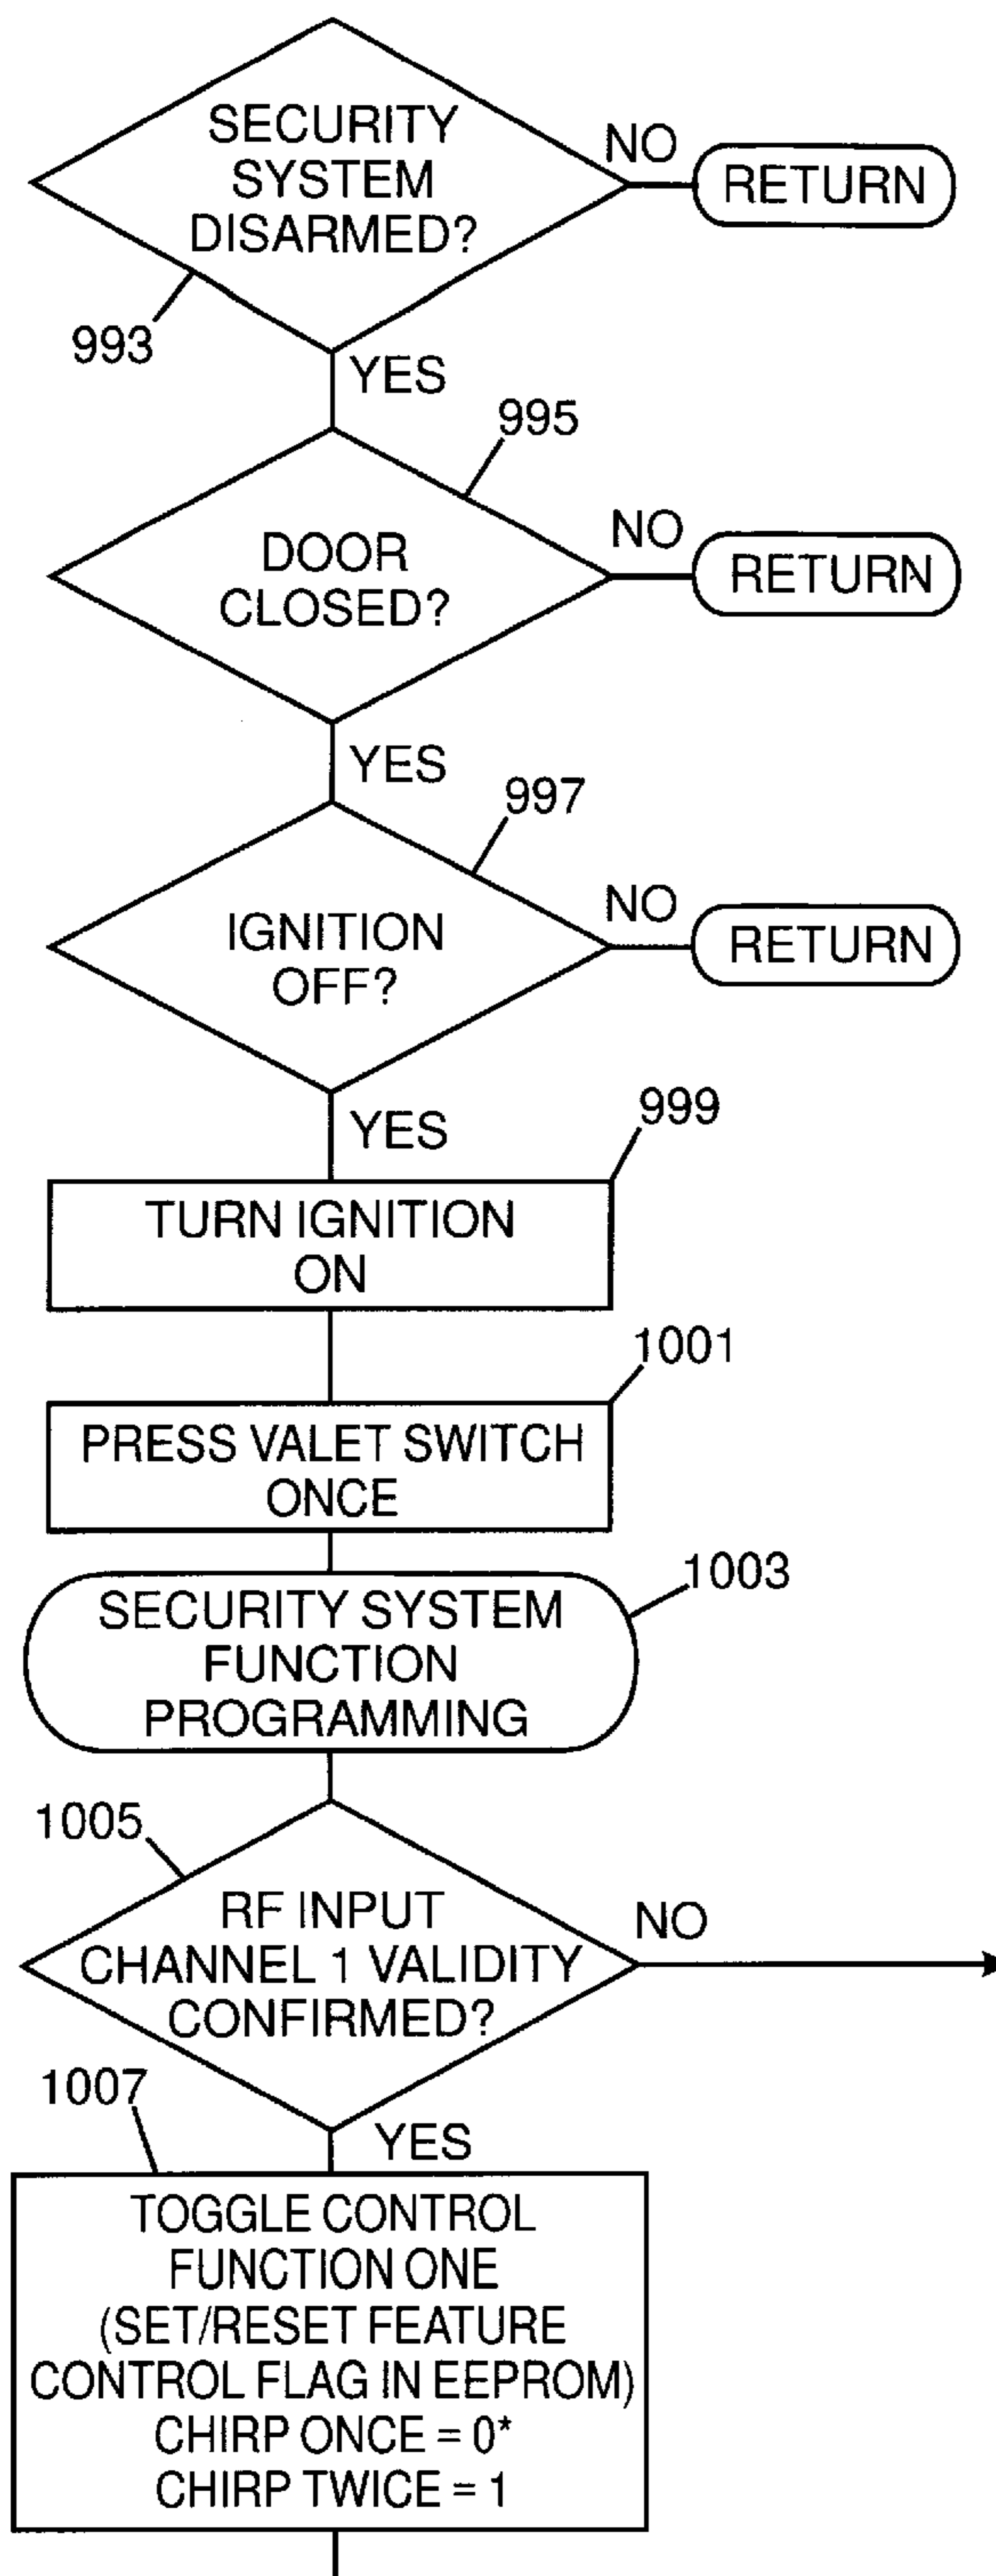 SECURITY
SYSTEM
DISARMED?
NO
RETURN
993
YES
995
DOOR
CLOSED?
NO
RETURN
YES
997
IGNITION
OFF?
NO
RETURN
YES
999
TURN IGNITION
ON
1001
PRESS VALET SWITCH
ONCE
1003
SECURITY SYSTEM
FUNCTION
PROGRAMMING
1005
RF INPUT
CHANNEL 1 VALIDITY
CONFIRMED?
NO
1007
YES
TOGGLE CONTROL
FUNCTION ONE
(SET/RESET FEATURE
CONTROL FLAG IN EEPROM)
CHIRP ONCE = 0*
CHIRP TWICE = 1